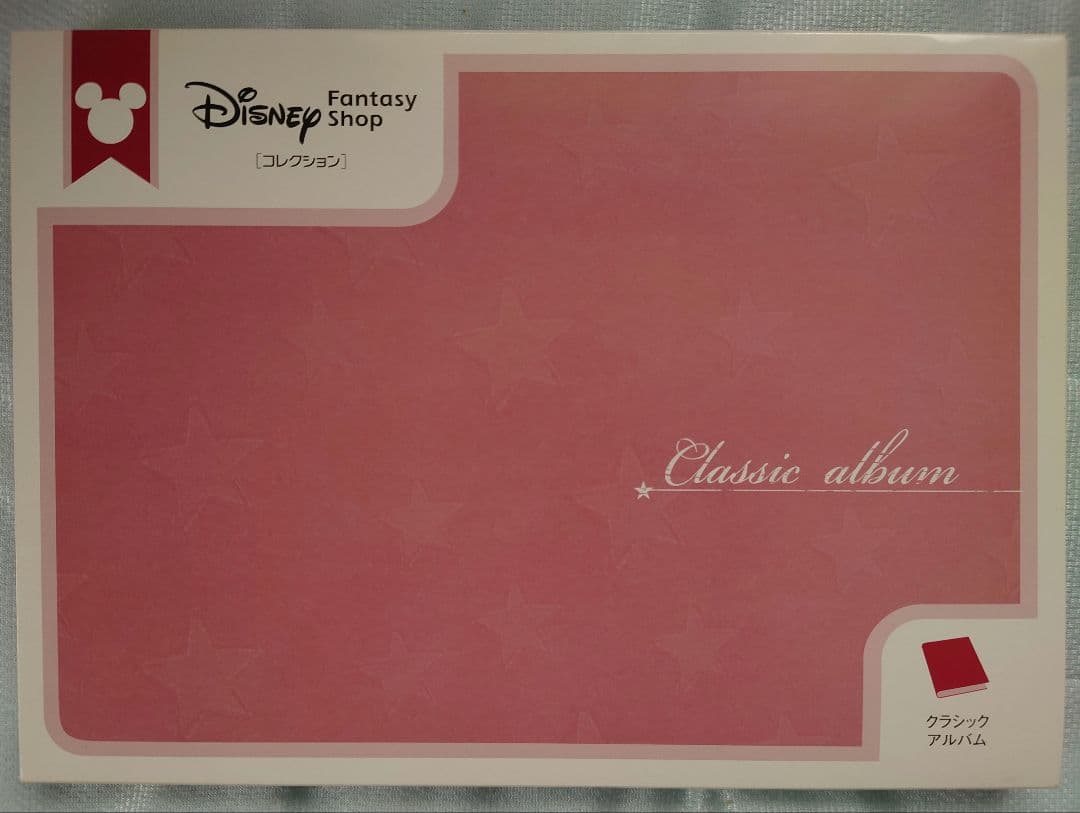 Disney Fantasy
Shop
[コレクション]
Classic album
クラシック
アルバム